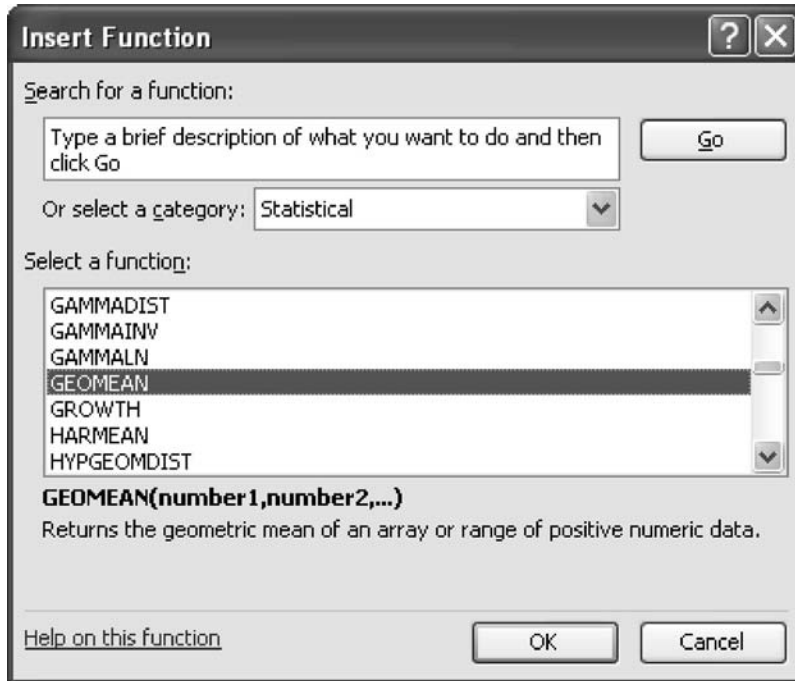 Insert Function
Search for a function:
Type a brief description of what you want to do and then
click Go
Go
Or select a category: Statistical
Select a function:
GAMMADIST
GAMMAINV
GAMMALN
GEOMEAN
GROWTH
HARMEAN
HYPGEOMDIST
GEOMEAN(number1,number2,...)
Returns the geometric mean of an array or range of positive numeric data.
Help on this function
OK
Cancel